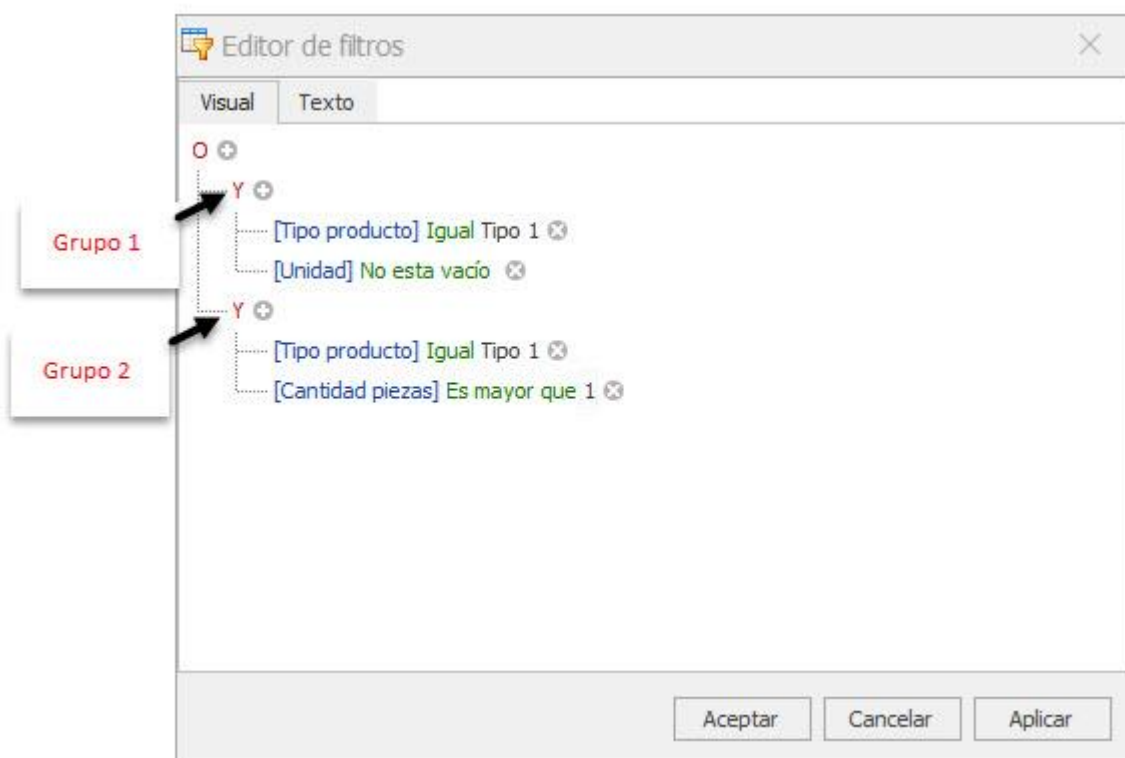 Editor de filtros
Visual Texto
O
Y
Grupo 1
[Tipo producto] Igual Tipo 1
[Unidad] No esta vacío
Y
Grupo 2
[Tipo producto] Igual Tipo 1
[Cantidad piezas] Es mayor que 1
Aceptar Cancelar Aplicar